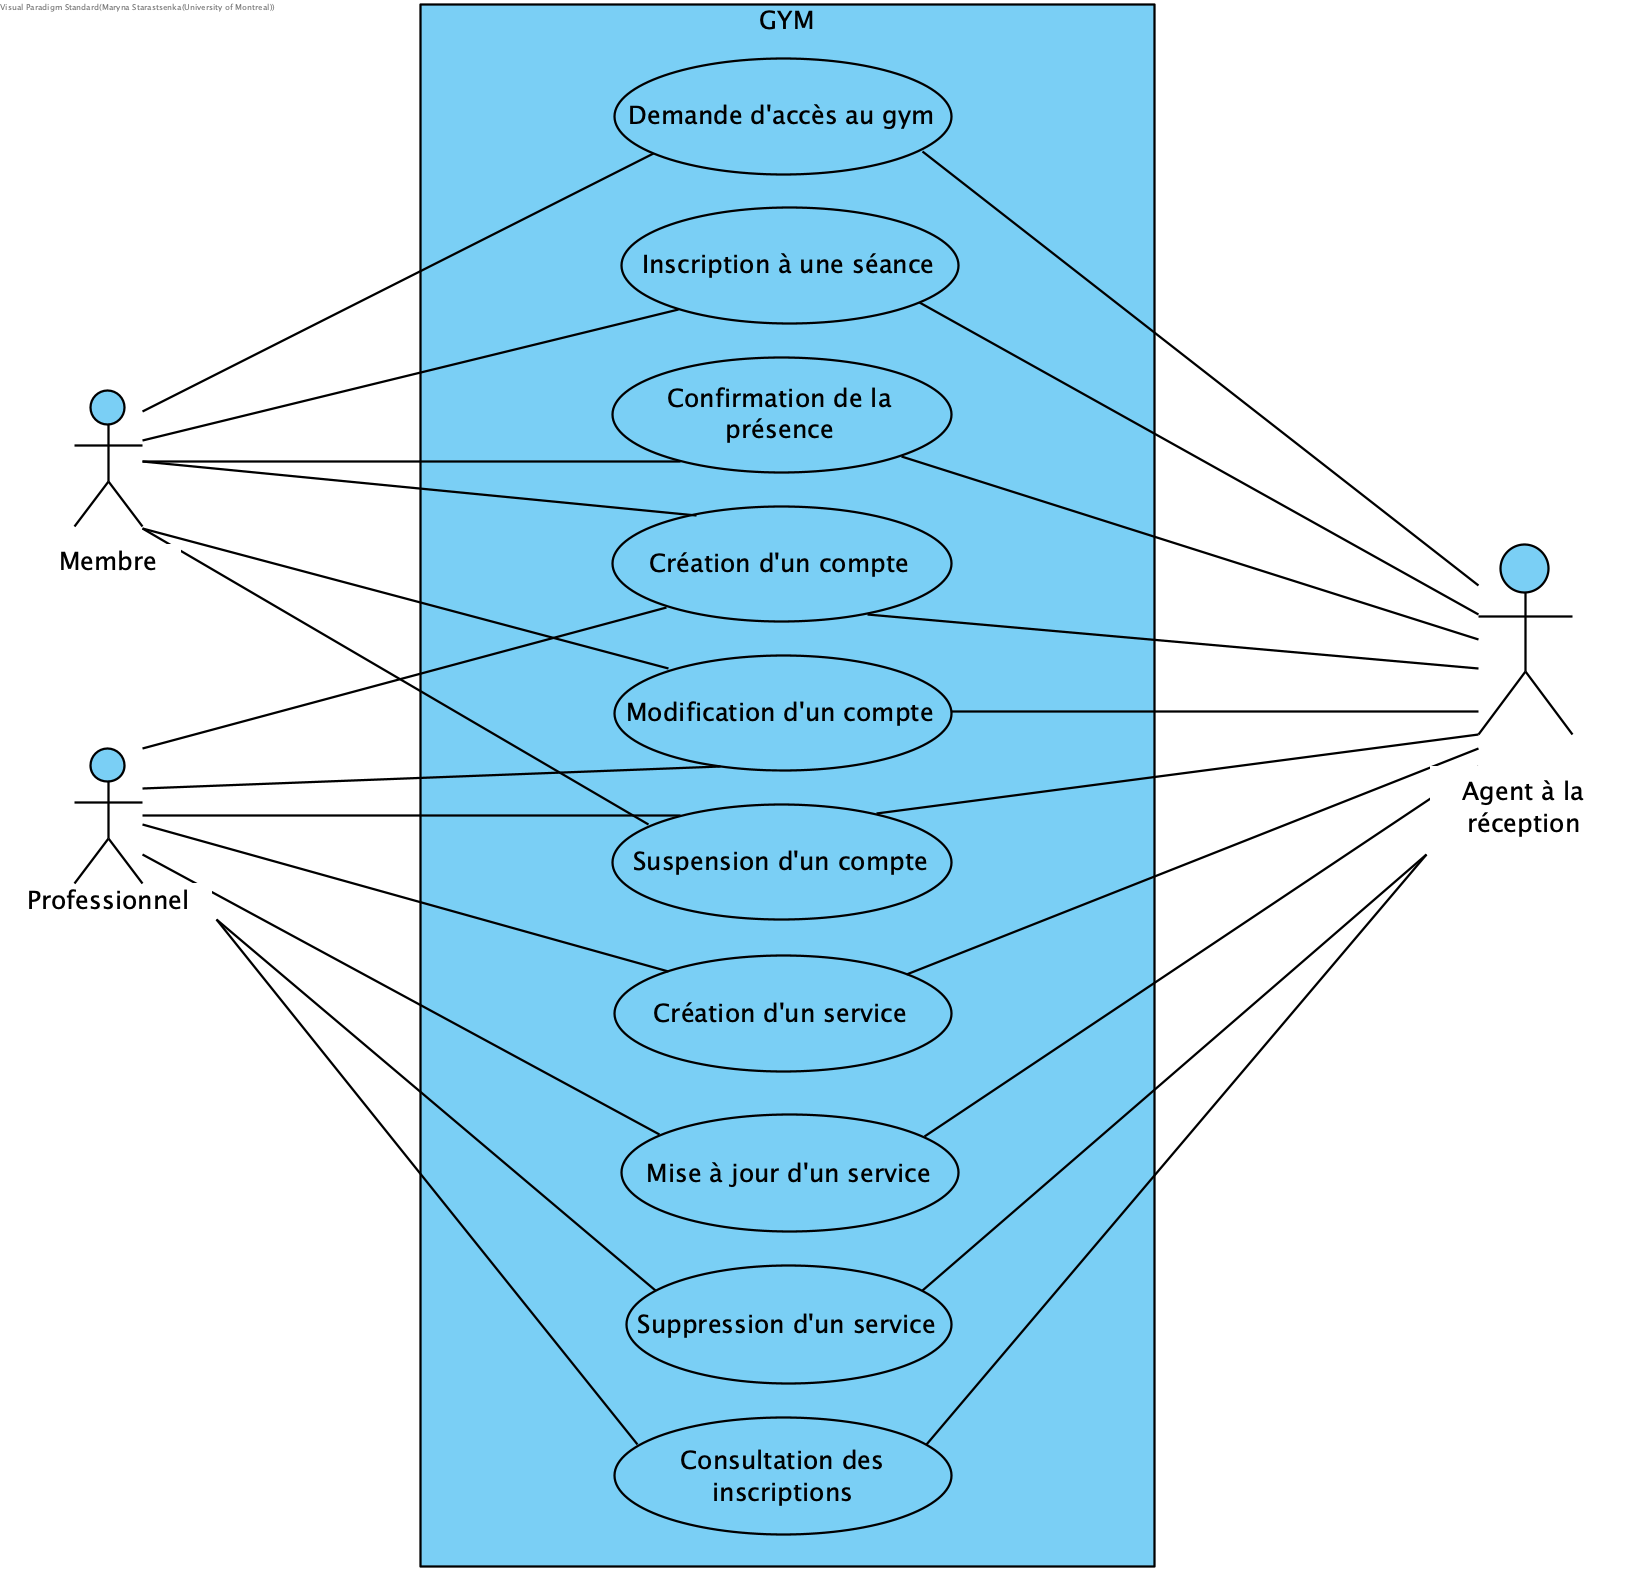 Visual Paradigm Standard(Maryna Starastsenka(University of Montreal))
GYM
Demande d'accès au gym
Inscription à une séance
Confirmation de la
présence
Création d'un compte
Membre
Modification d'un compte
Agent à la
réception
Suspension d'un compte
Professionnel
Création d'un service
Mise à jour d'un service
Suppression d'un service
Consultation des
inscriptions